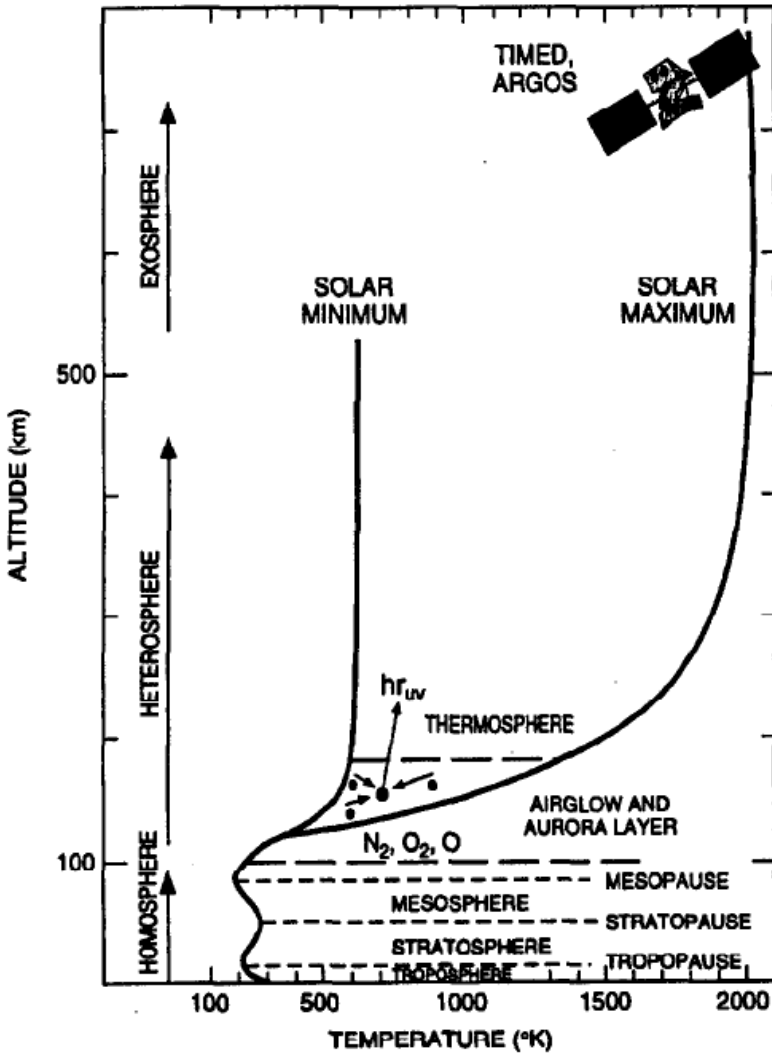 TIMED,
ARGOS
EXOSPHERE
SOLAR
MINIMUM
SOLAR
MAXIMUM
500
ALTITUDE (km)
HETEROSPHERE
hr_uv
THERMOSPHERE
AIRGLOW AND
AURORA LAYER
N₂, O₂, O
100
HOMOSPHERE
MESOPAUSE
MESOSPHERE
STRATOPAUSE
STRATOSPHERE
TROPOPAUSE
TROPOSPHERE
100 500 1000 1500 2000
TEMPERATURE (°K)